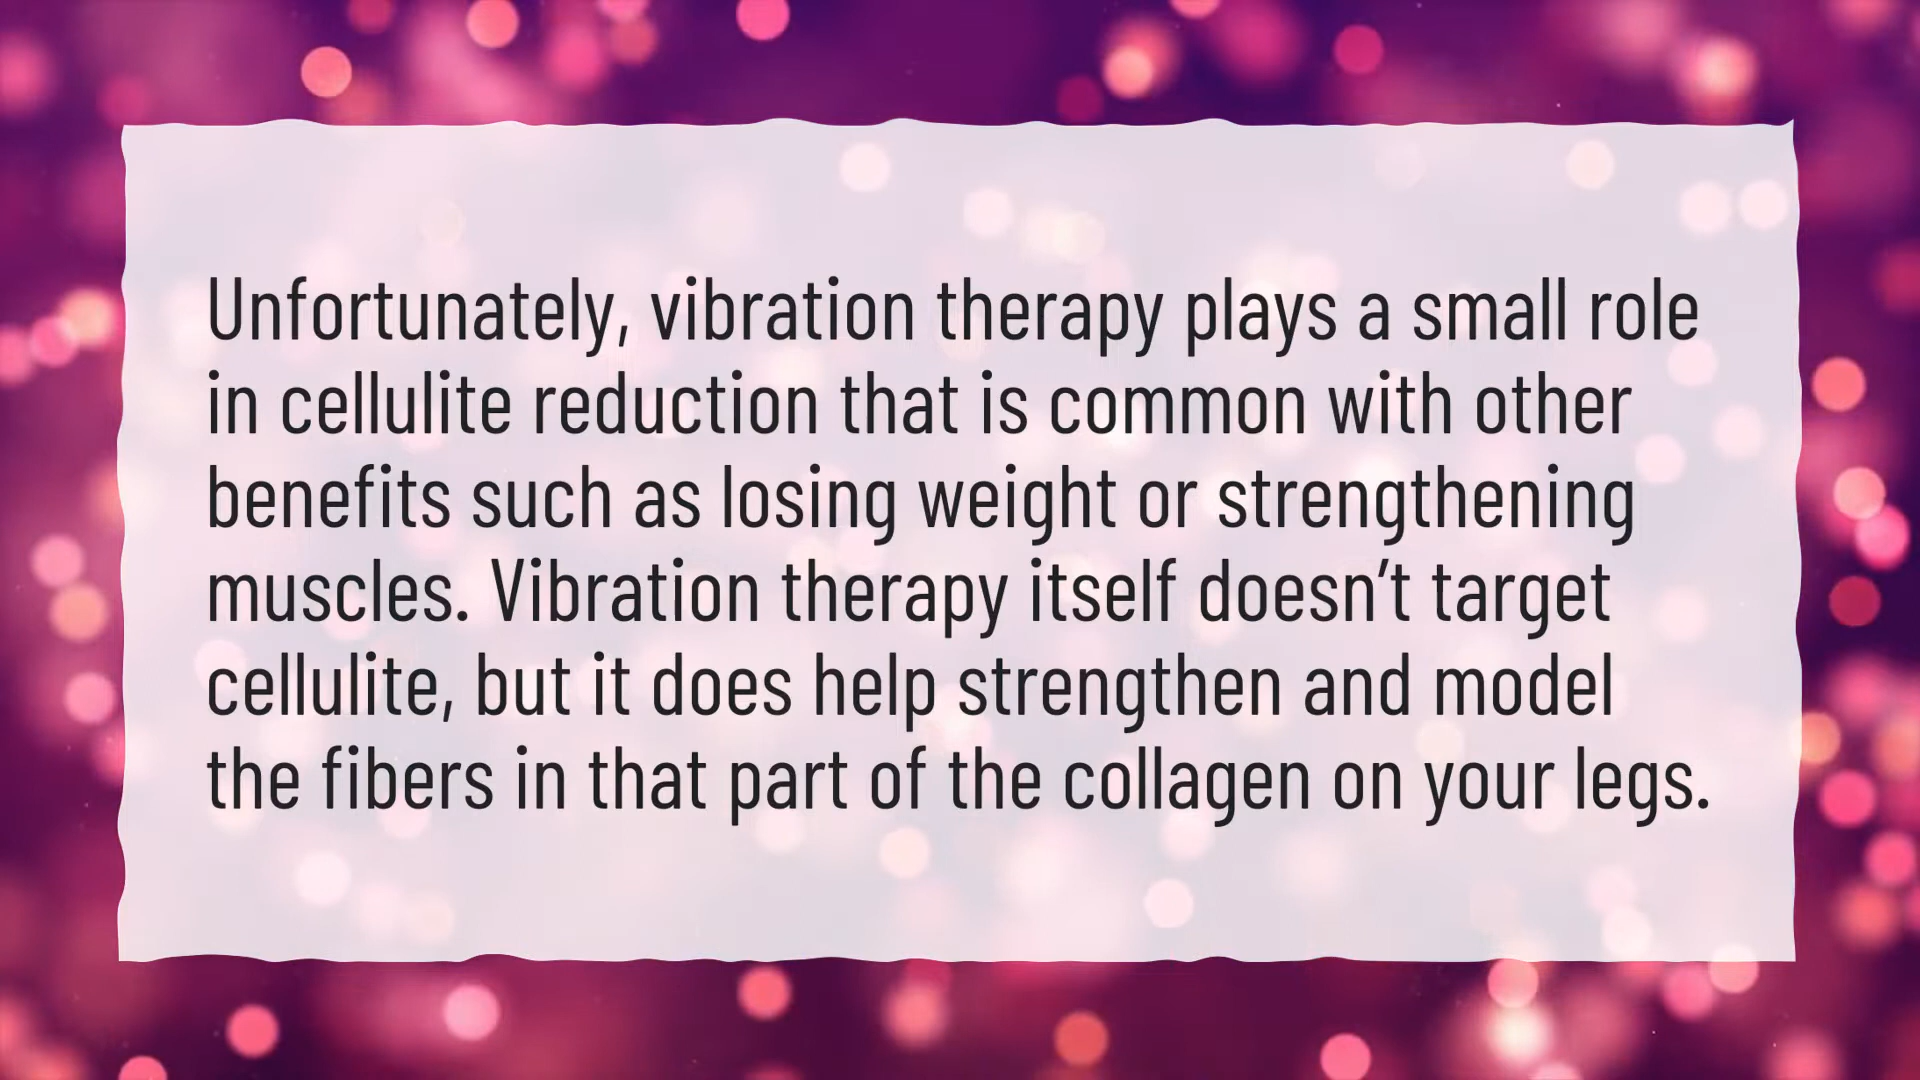 Unfortunately, vibration therapy plays a small role
in cellulite reduction that is common with other
benefits such as losing weight or strengthening
muscles. Vibration therapy itself doesn’t target
cellulite, but it does help strengthen and model
the fibers in that part of the collagen on your legs.